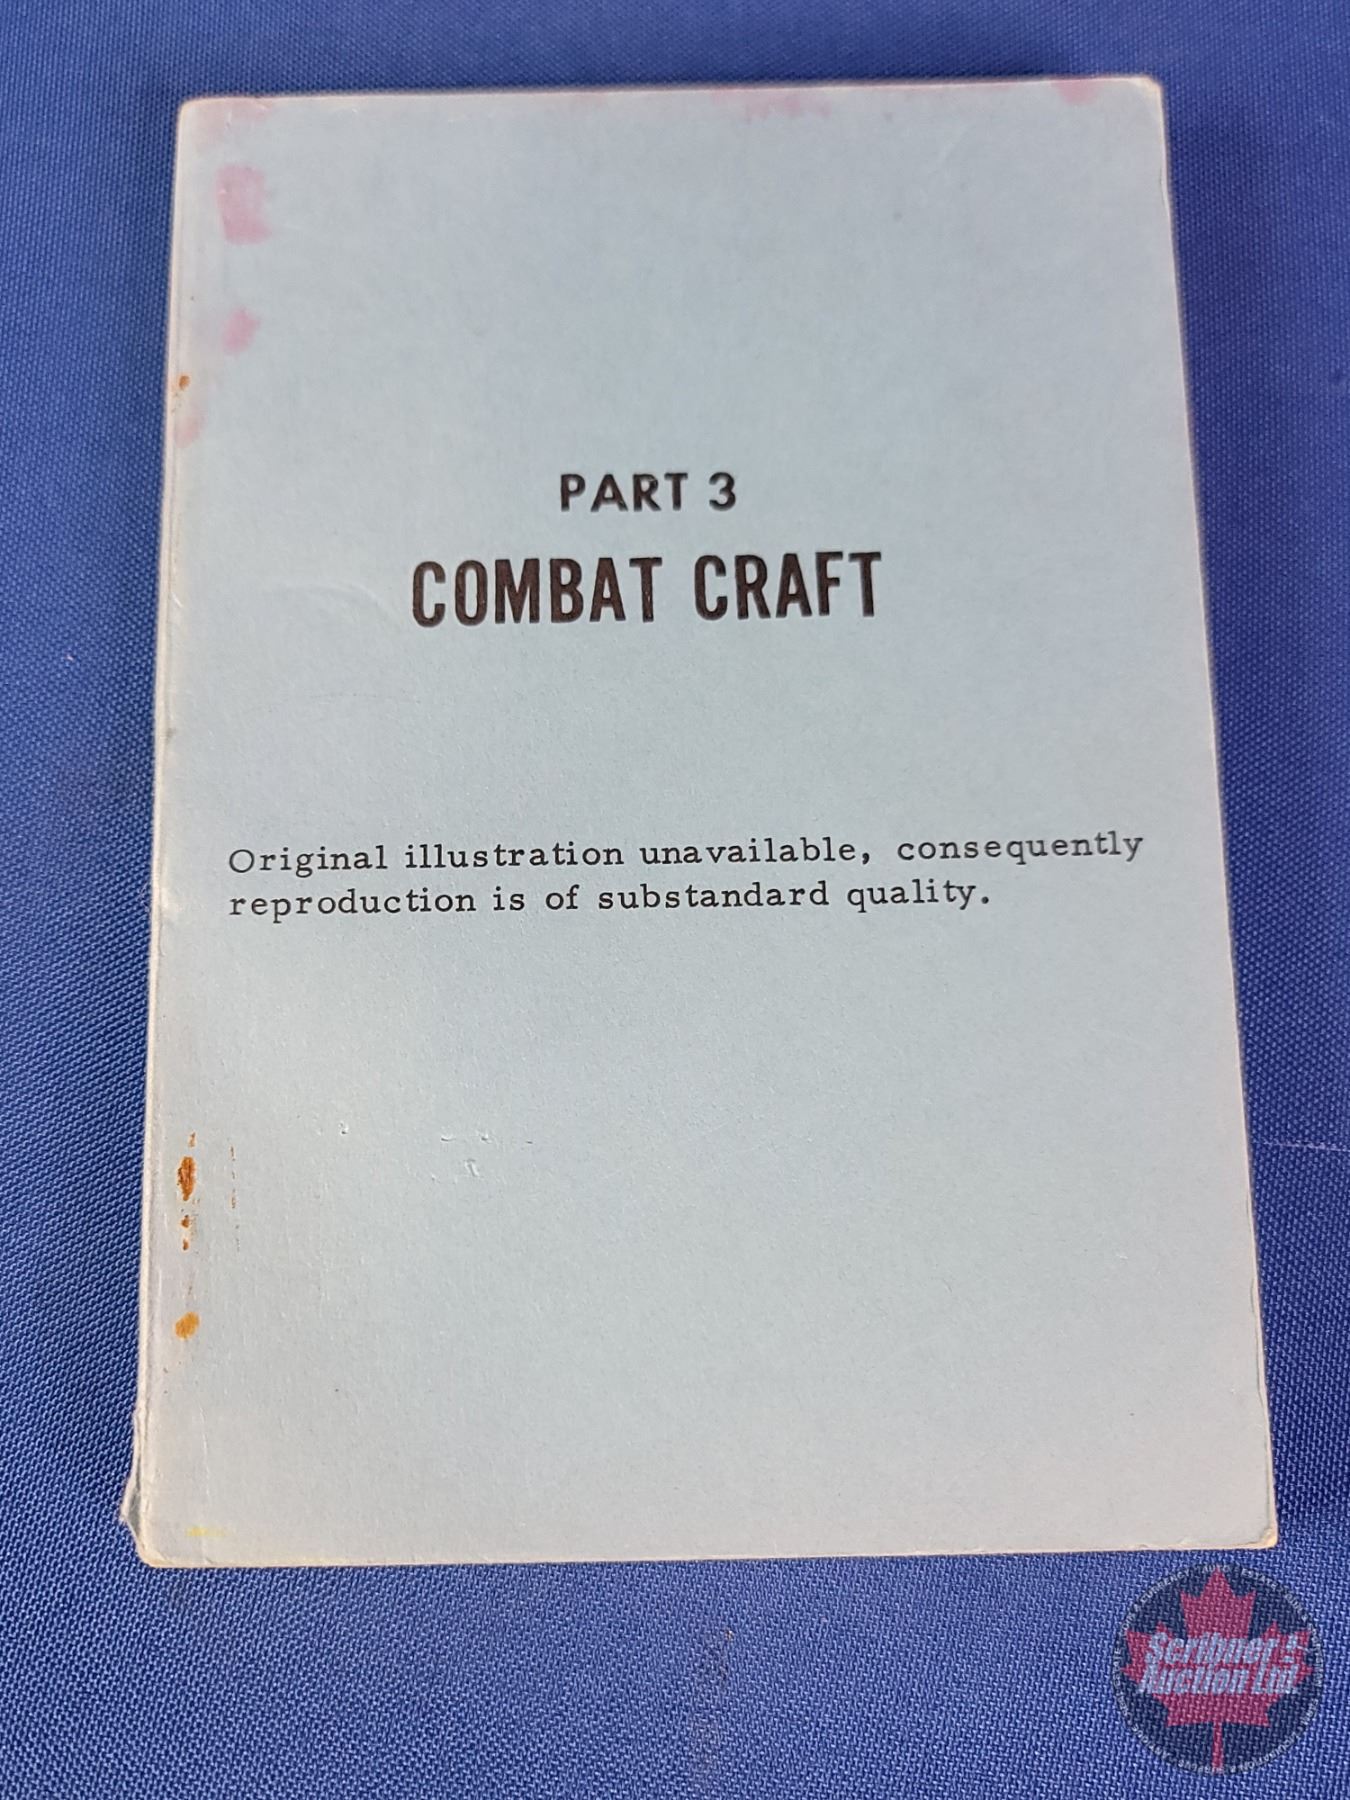 PART 3
COMBAT CRAFT
Original illustration unavailable, consequently
reproduction is of substandard quality.
Scribner
Auction Ltd.